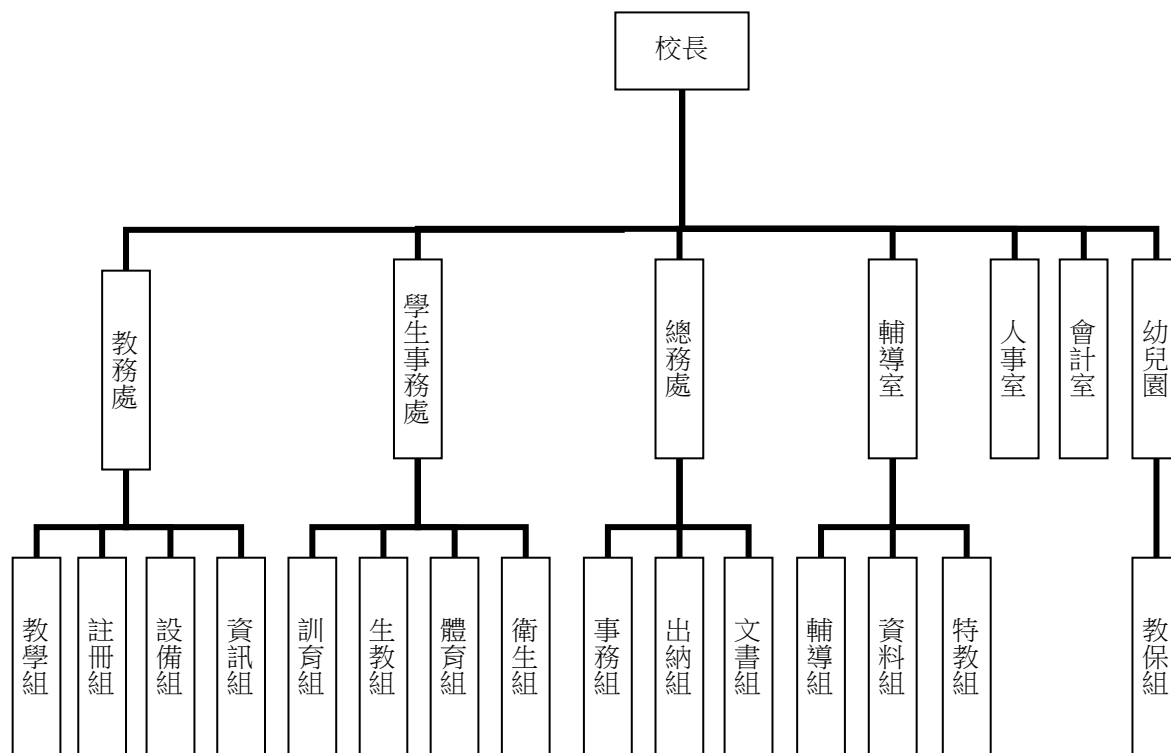 校長
教務處
學生事務處
總務處
輔導室
人事室
會計室
幼兒園
教學組
註冊組
設備組
資訊組
訓育組
生教組
體育組
衛生組
事務組
出納組
文書組
輔導組
資料組
特教組
教保組